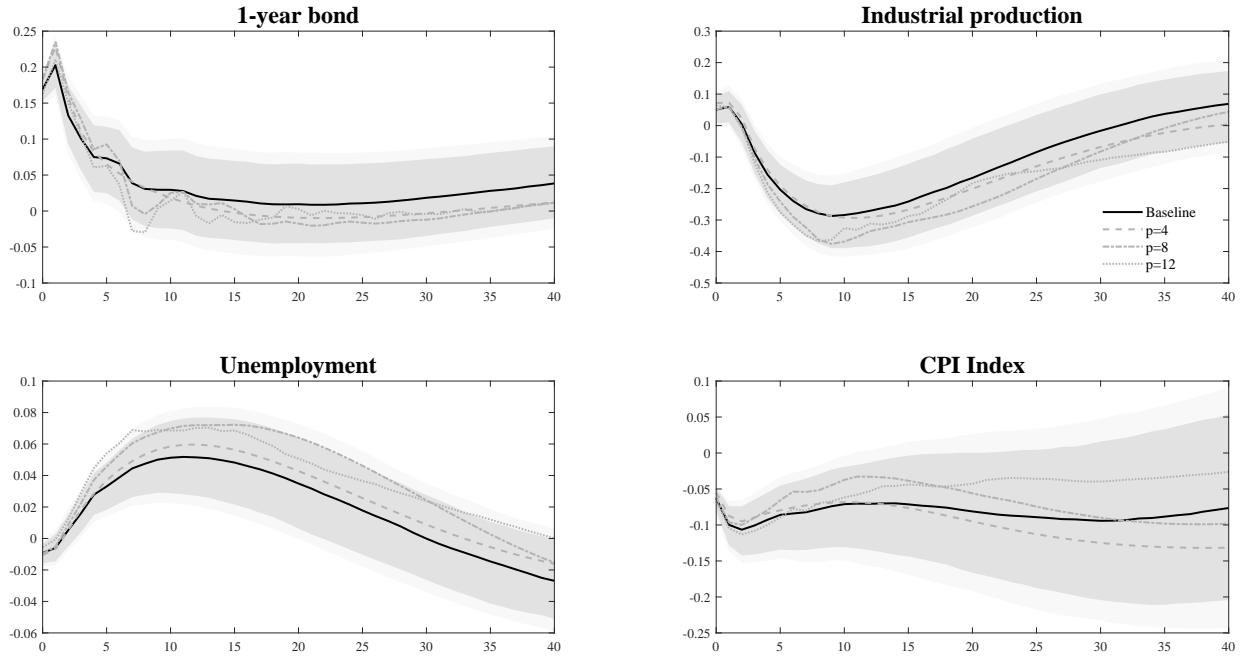 1-year bond
0.25
0.2
0.15
0.1
0.05
0
-0.05
-0.1
0 5 10 15 20 25 30 35 40
Industrial production
0.3
0.2
0.1
0
-0.1
-0.2
-0.3
-0.4
-0.5
Baseline
p=4
p=8
p=12
0 5 10 15 20 25 30 35 40
Unemployment
0.1
0.08
0.06
0.04
0.02
0
-0.02
-0.04
-0.06
0 5 10 15 20 25 30 35 40
CPI Index
0.1
0.05
0
-0.05
-0.1
-0.15
-0.2
-0.25
0 5 10 15 20 25 30 35 40